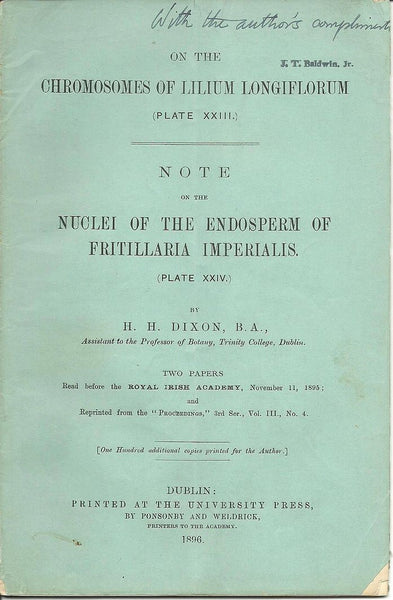 With the author's compliments
ON THE
J. T. Baldwin, Jr.
CHROMOSOMES OF LILIUM LONGIFLORUM
(PLATE XXIII.)
NOTE
ON THE
NUCLEI OF THE ENDOSPERM OF
FRITILLARIA IMPERIALIS.
(PLATE XXIV.)
BY
H. H. DIXON, B.A.,
Assistant to the Professor of Botany, Trinity College, Dublin.
TWO PAPERS
Read before the ROYAL IRISH ACADEMY, November 11, 1895;
and
Reprinted from the "PROCEEDINGS," 3rd Ser., Vol. III., No. 4.
[One Hundred additional copies printed for the Author.]
DUBLIN:
PRINTED AT THE UNIVERSITY PRESS,
BY PONSONBY AND WELDRICK,
PRINTERS TO THE ACADEMY.
1896.